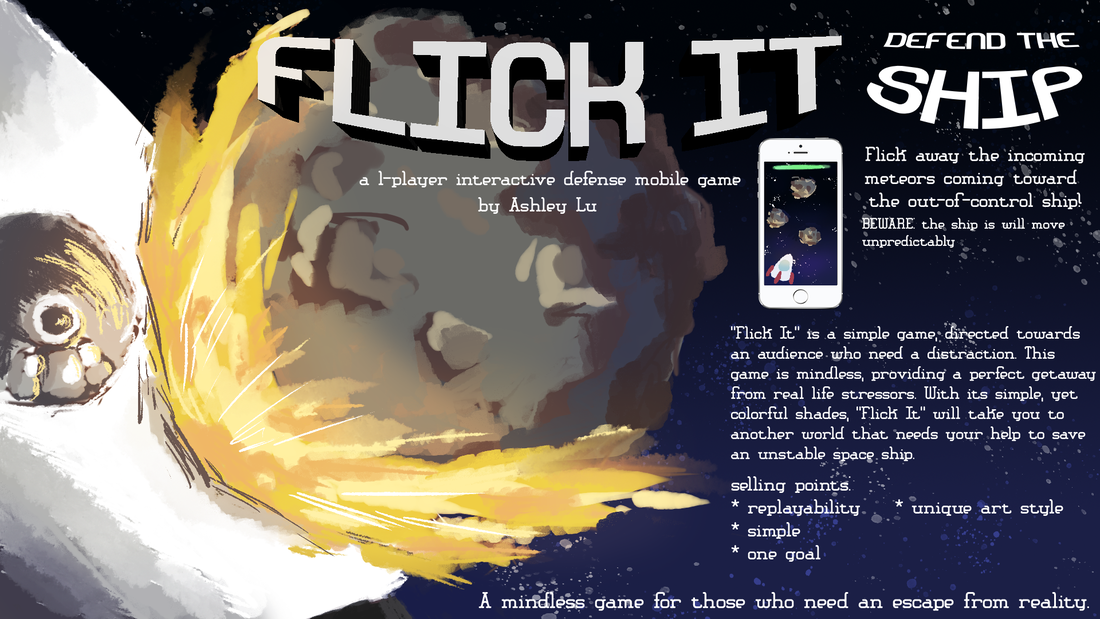 FLICK IT
a 1-player interactive defense mobile game
by Ashley Lu
DEFEND THE
SHIP
Flick away the incoming
meteors coming toward
the out-of-control ship!
BEWARE: the ship is will move
unpredictably
"Flick It" is a simple game, directed towards
an audience who need a distraction. This
game is mindless, providing a perfect getaway
from real life stressors. With its simple, yet
colorful shades, "Flick It" will take you to
another world that needs your help to save
an unstable space ship.
selling points:
* replayability * unique art style
* simple
* one goal
A mindless game for those who need an escape from reality.